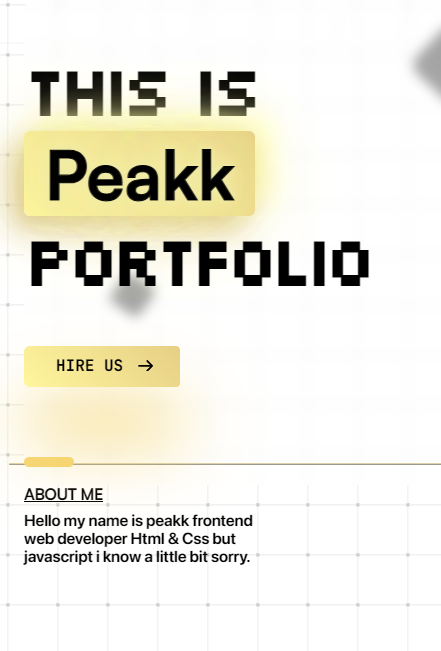 THIS IS
Peakk
PORTFOLIO
HIRE US →
ABOUT ME
Hello my name is peakk frontend
web developer Html & Css but
javascript i know a little bit sorry.